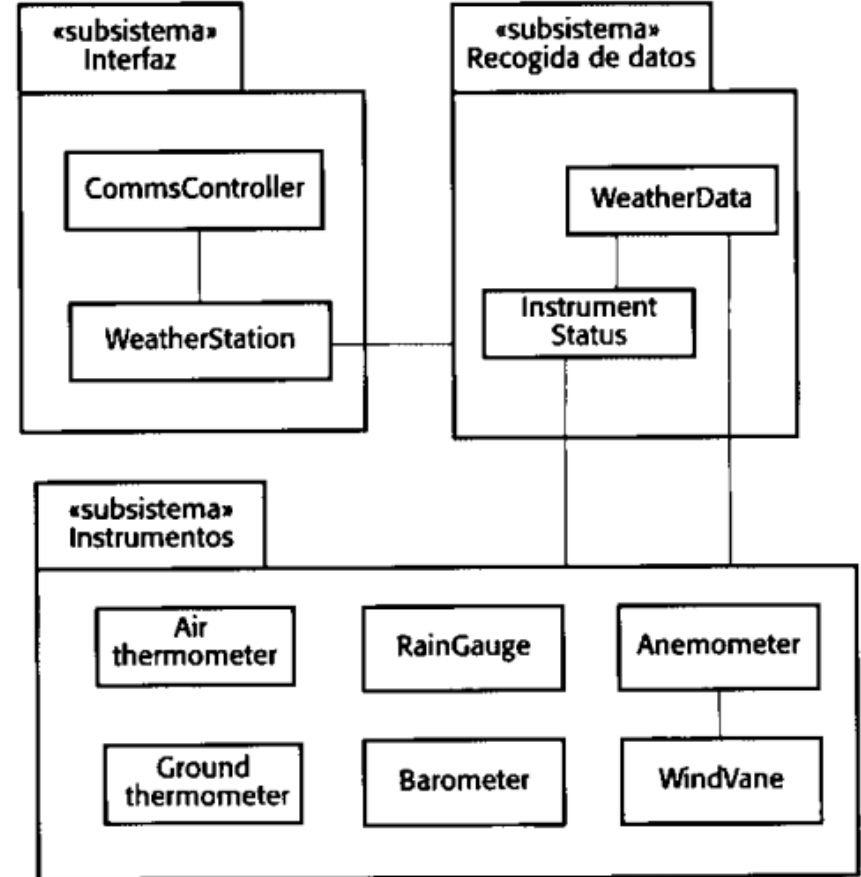 «subsistema»
Interfaz
CommsController
WeatherStation
«subsistema»
Recogida de datos
WeatherData
Instrument
Status
«subsistema»
Instrumentos
Air
thermometer
RainGauge
Anemometer
Ground
thermometer
Barometer
WindVane